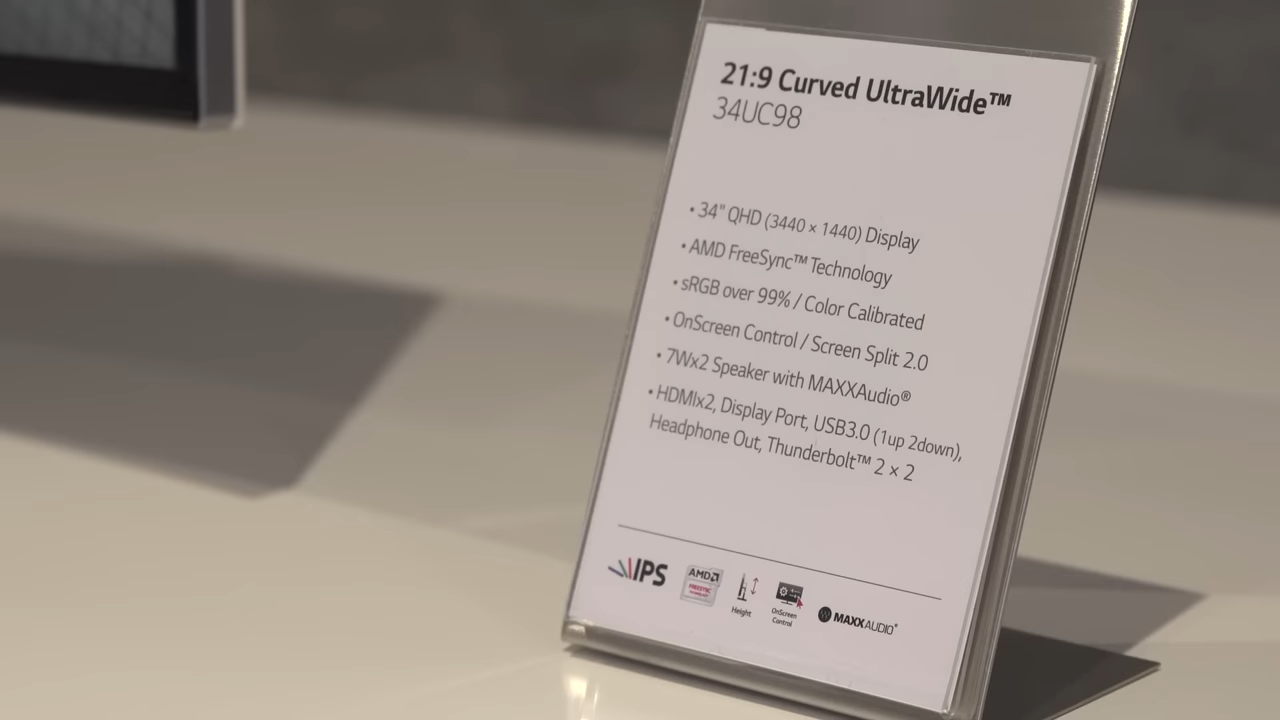 21:9 Curved UltraWide™
34UC98
• 34" QHD (3440 × 1440) Display
• AMD FreeSync™ Technology
• sRGB over 99% / Color Calibrated
• OnScreen Control / Screen Split 2.0
• 7Wx2 Speaker with MAXXAudio®
• HDMIx2, Display Port, USB3.0 (1up 2down),
Headphone Out, Thunderbolt™ 2 × 2
IPS
AMD
FREESYNC
TECHNOLOGY
Height
OnScreen
Control
MAXXAUDIO®